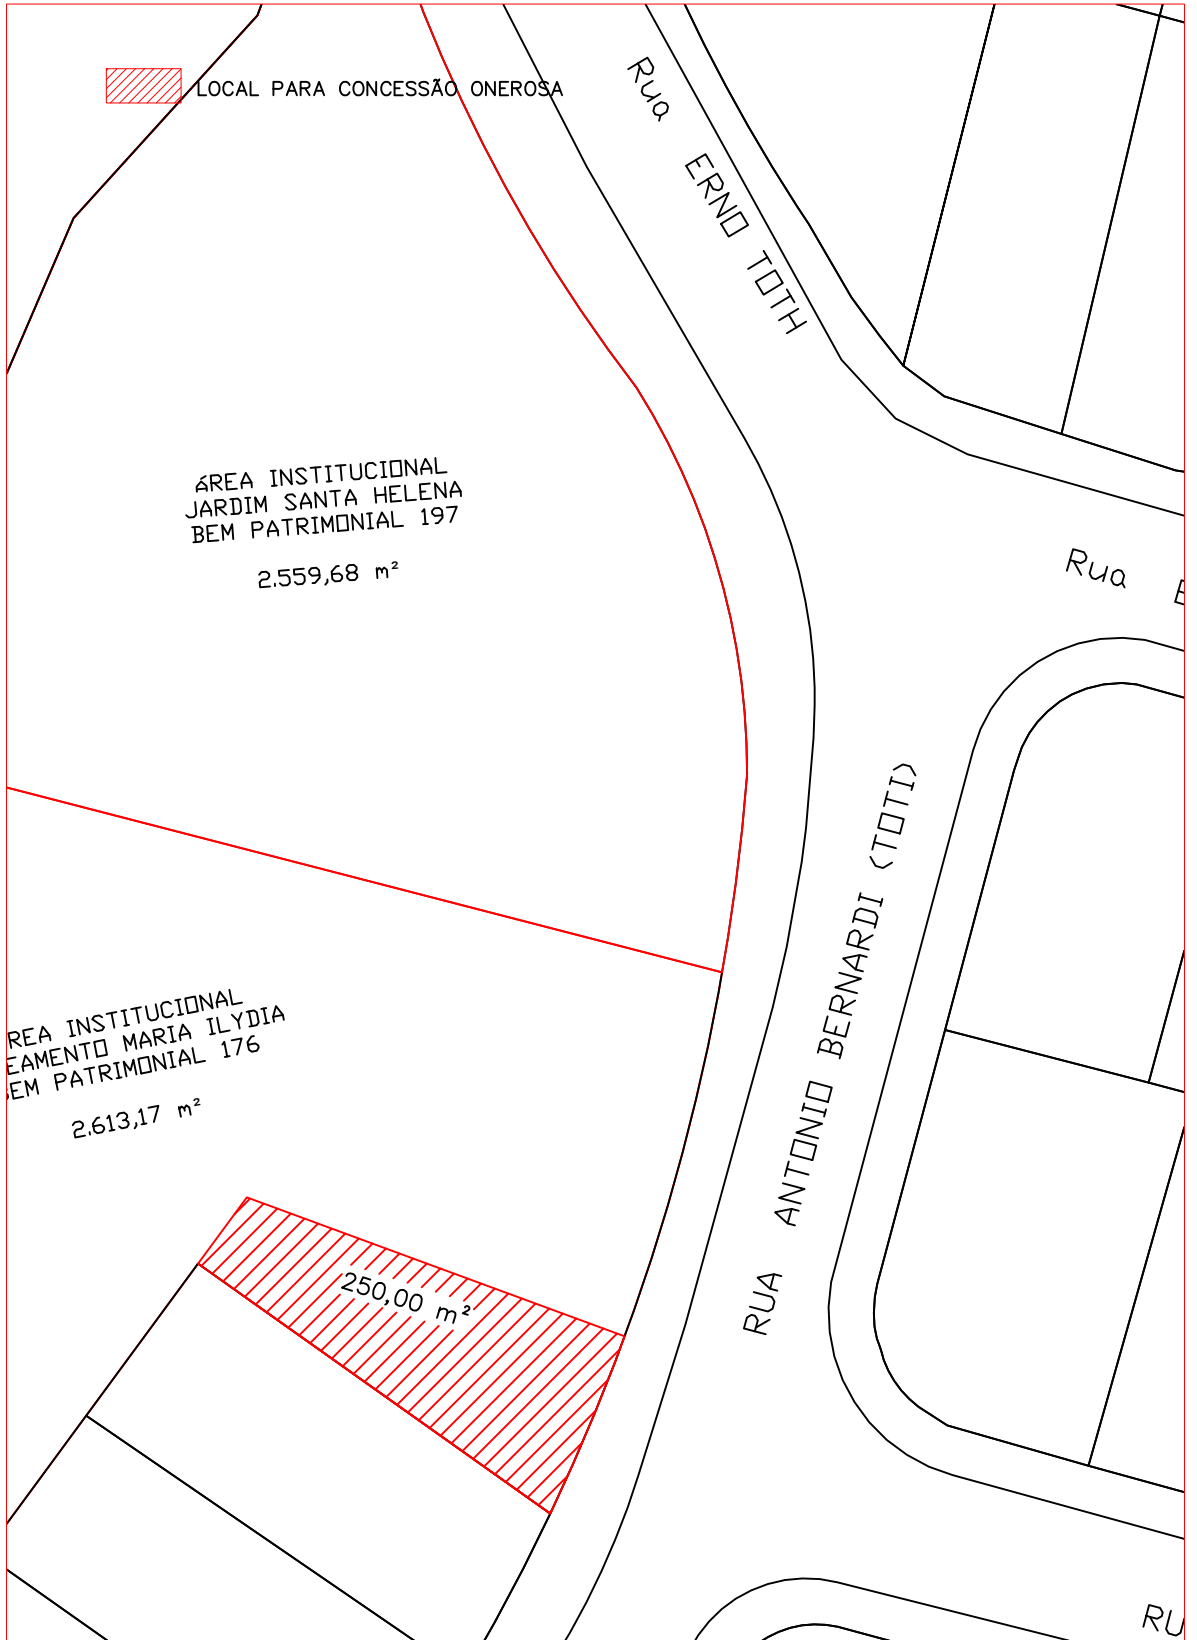 LOCAL PARA CONCESSÃO ONEROSA
Rua ERNO TOTH
ÁREA INSTITUCIONAL
JARDIM SANTA HELENA
BEM PATRIMONIAL 197
2.559,68 m²
Rua
RUA ANTONIO BERNARDI (TOTI)
REA INSTITUCIONAL
EAMENTO MARIA ILYDIA
EM PATRIMONIAL 176
2.613,17 m²
250,00 m²
RU